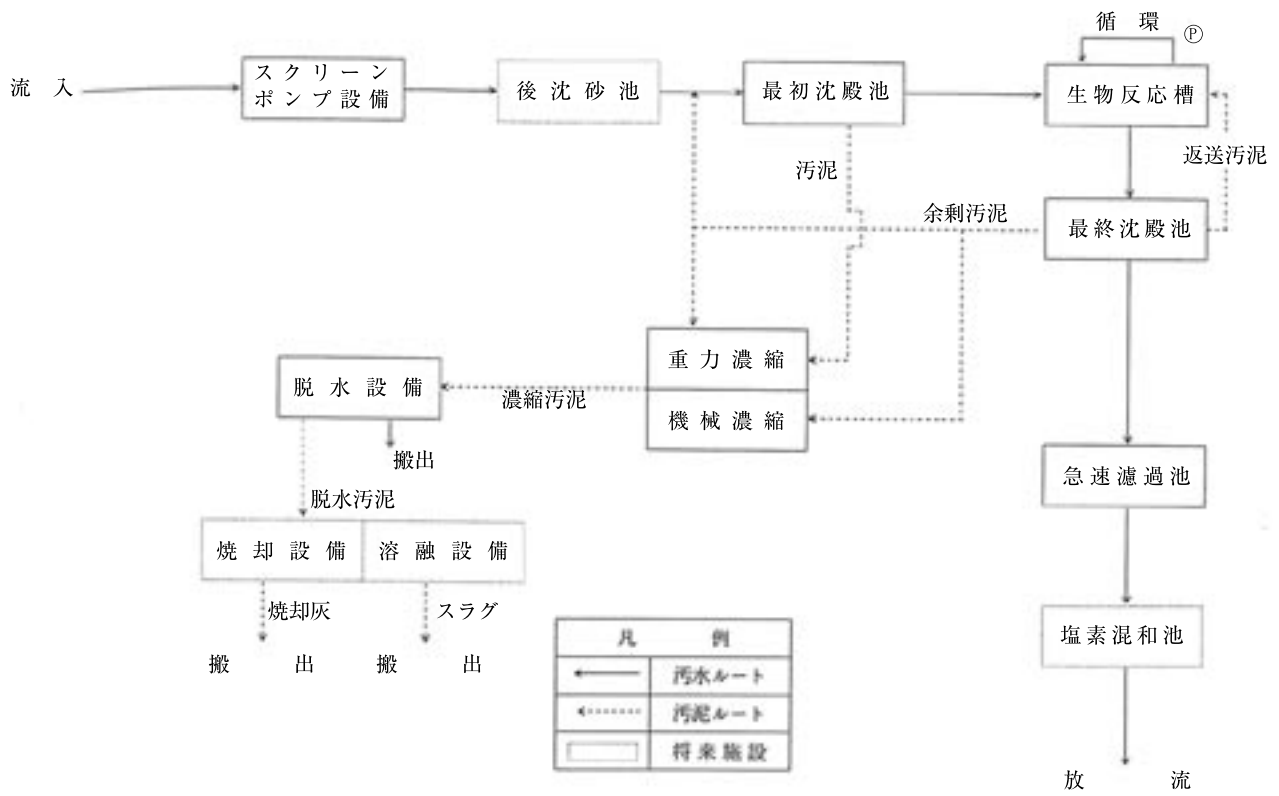 循環
Ⓟ
流入
スクリーン
ポンプ設備
後沈砂池
最初沈殿池
生物反応槽
汚泥
返送汚泥
余剰汚泥
最終沈殿池
重力濃縮
脱水設備
濃縮汚泥
機械濃縮
搬出
急速濾過池
脱水汚泥
焼却設備
溶融設備
焼却灰
スラグ
搬出
搬出
塩素混和池
凡例
汚水ルート
汚泥ルート
将来施設
放流